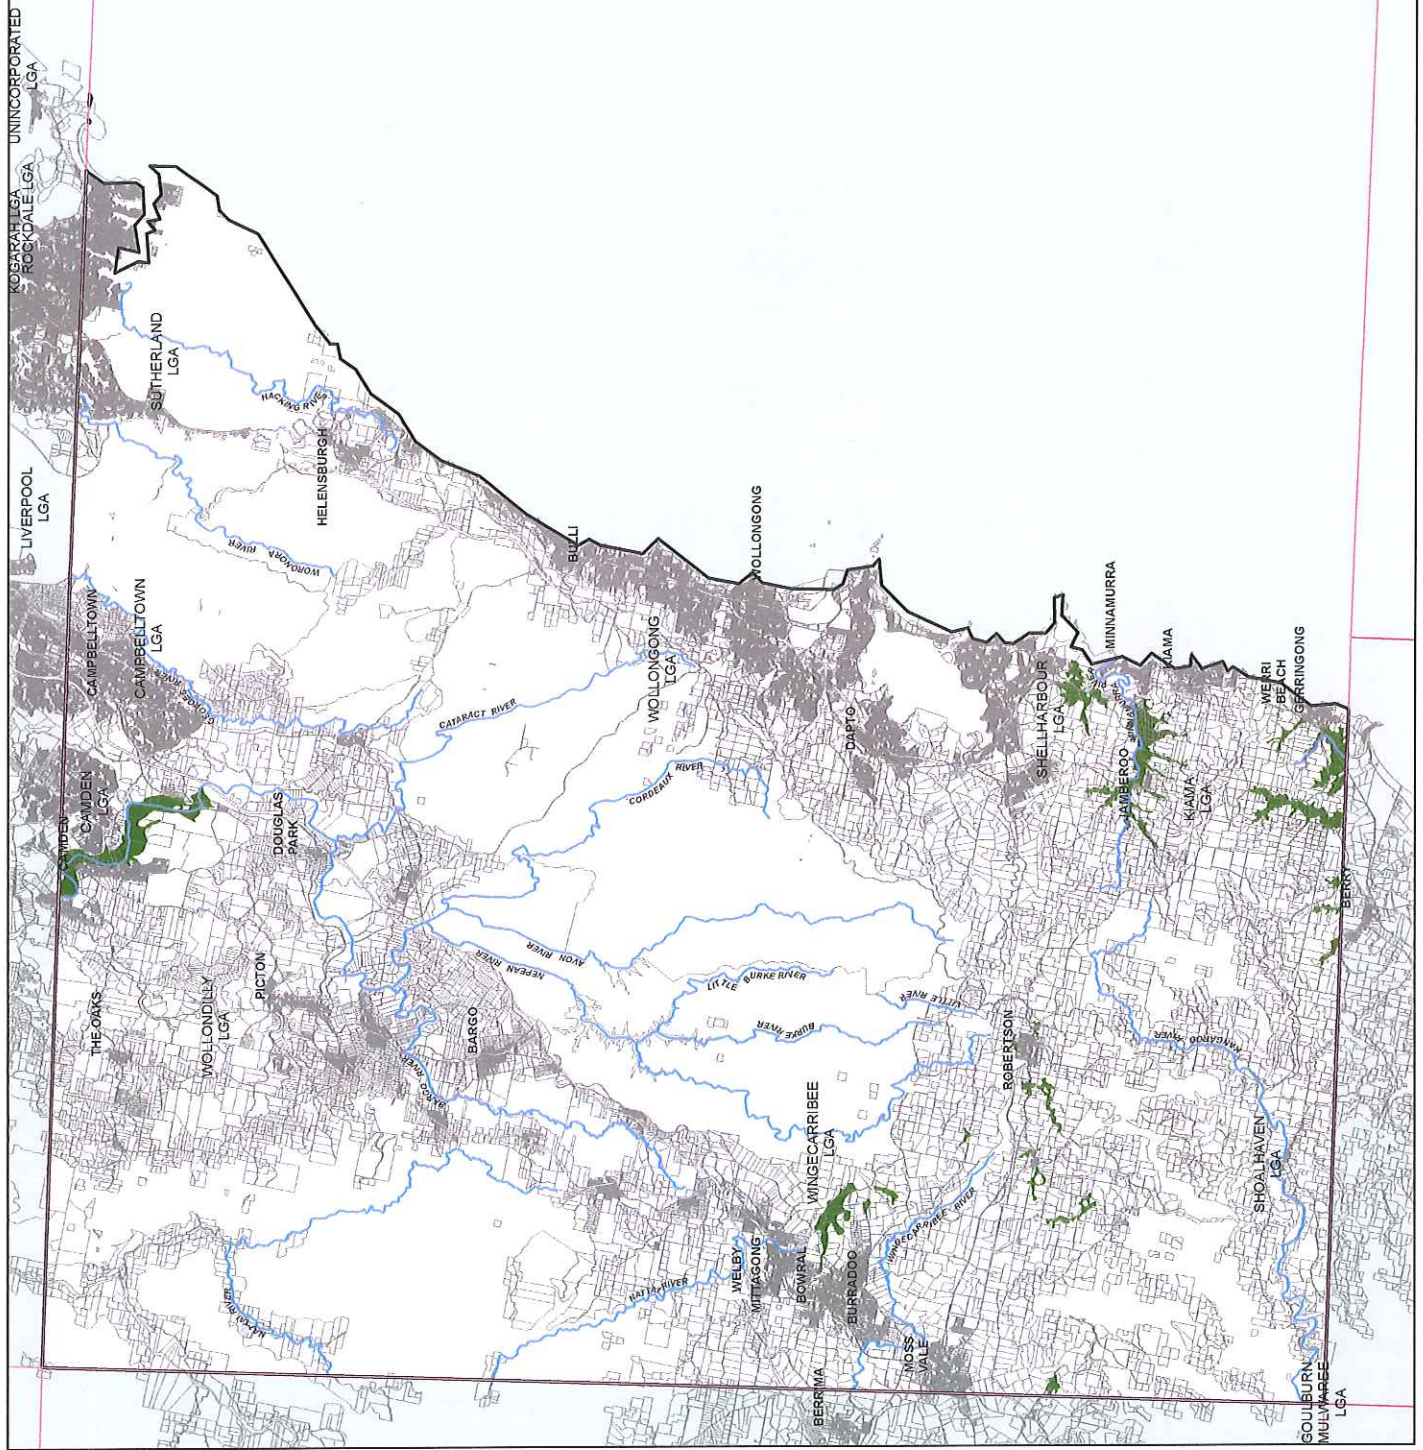 KOGARAH LGA
ROCKDALE LGA
UNINCORPORATED
LGA
LIVERPOOL
LGA
SUTHERLAND
LGA
HACKING RIVER
HELENSBURGH
WORONORA RIVER
CAMPBELLTOWN
CAMPBELLTOWN
LGA
GEORGES RIVER
CAMDEN
CAMDEN
LGA
DOUGLAS
PARK
THE OAKS
WOLLONDILLY
LGA
PICTON
BARGO
BARGO RIVER
NATTAI RIVER
CATARACT RIVER
CORDEAUX RIVER
AVON RIVER
NEPEAN RIVER
BULLI
WOLLONGONG
WOLLONGONG
LGA
DAPTO
LITTLE BURKE RIVER
BURKE RIVER
LITTLE RIVER
ROBERTSON
WINGECARRIBEE
LGA
WINGECARRIBEE RIVER
NATTAI RIVER
WELBY
MITTAGONG
BOWRAL
BURRADOO
MOSS
VALE
BERRIMA
SHELLHARBOUR
LGA
MINNAMURRA
KIAMA
JAMBEROO
KIAMA
LGA
WERRI
BEACH
GERRINGONG
BERRY
KANGAROO RIVER
SHOALHAVEN
LGA
GOULBURN
MULWAREE
LGA